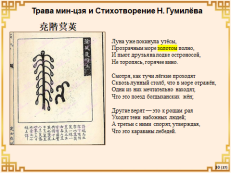 Трава мин-цзя и Стихотворение Н. Гумилёва
Луна уже покинула утёсы,
Прозрачным море золотом полно,
И пьют друзья на лодке остроносой,
Не торопясь, горячее вино.
Смотря, как тучи лёгкие проходят
Сквозь лунный столб, что в море отражён,
Одни из них мечтательно находят,
Что это поезд богдыханских жён;
Другие верят — это к рощам рая
Уходят тени набожных людей;
А третьи с ними спорят, утверждая,
Что это караваны лебедей.